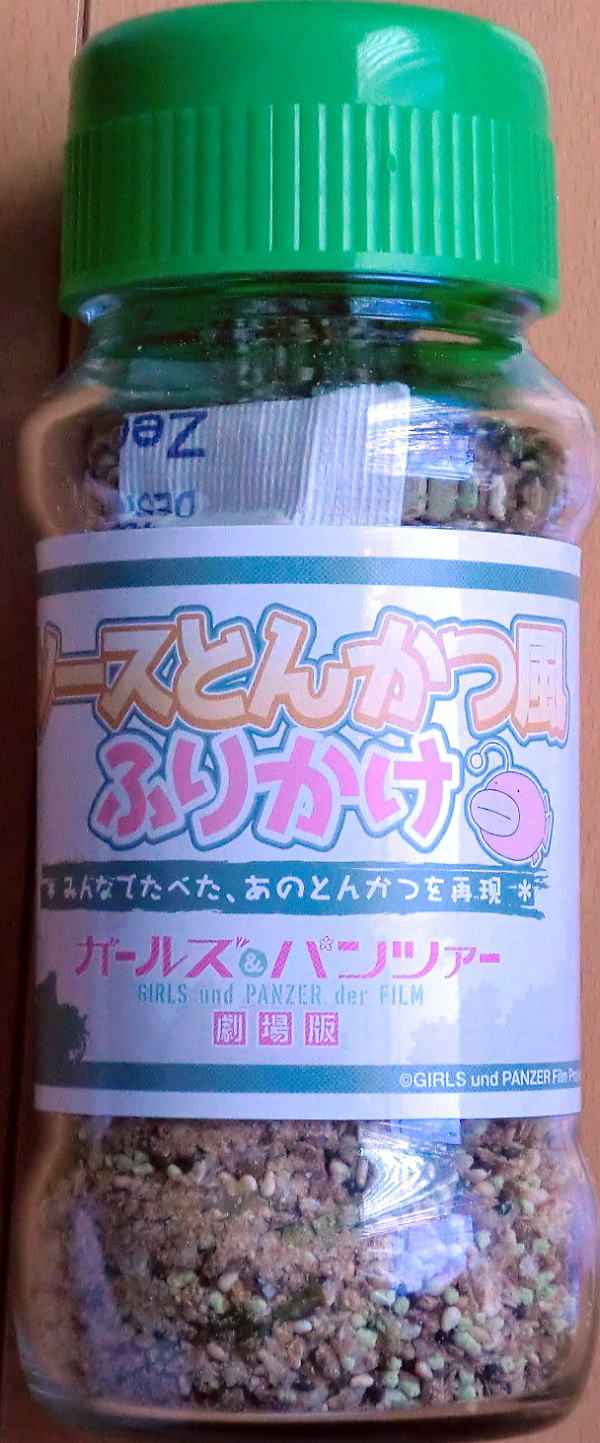 ソースとんかつ風
ふりかけ
*みんなでたべた、あのとんかつを再現*
ガールズ&パンツァー
GIRLS und PANZER der FILM
劇場版
©GIRLS und PANZER Film